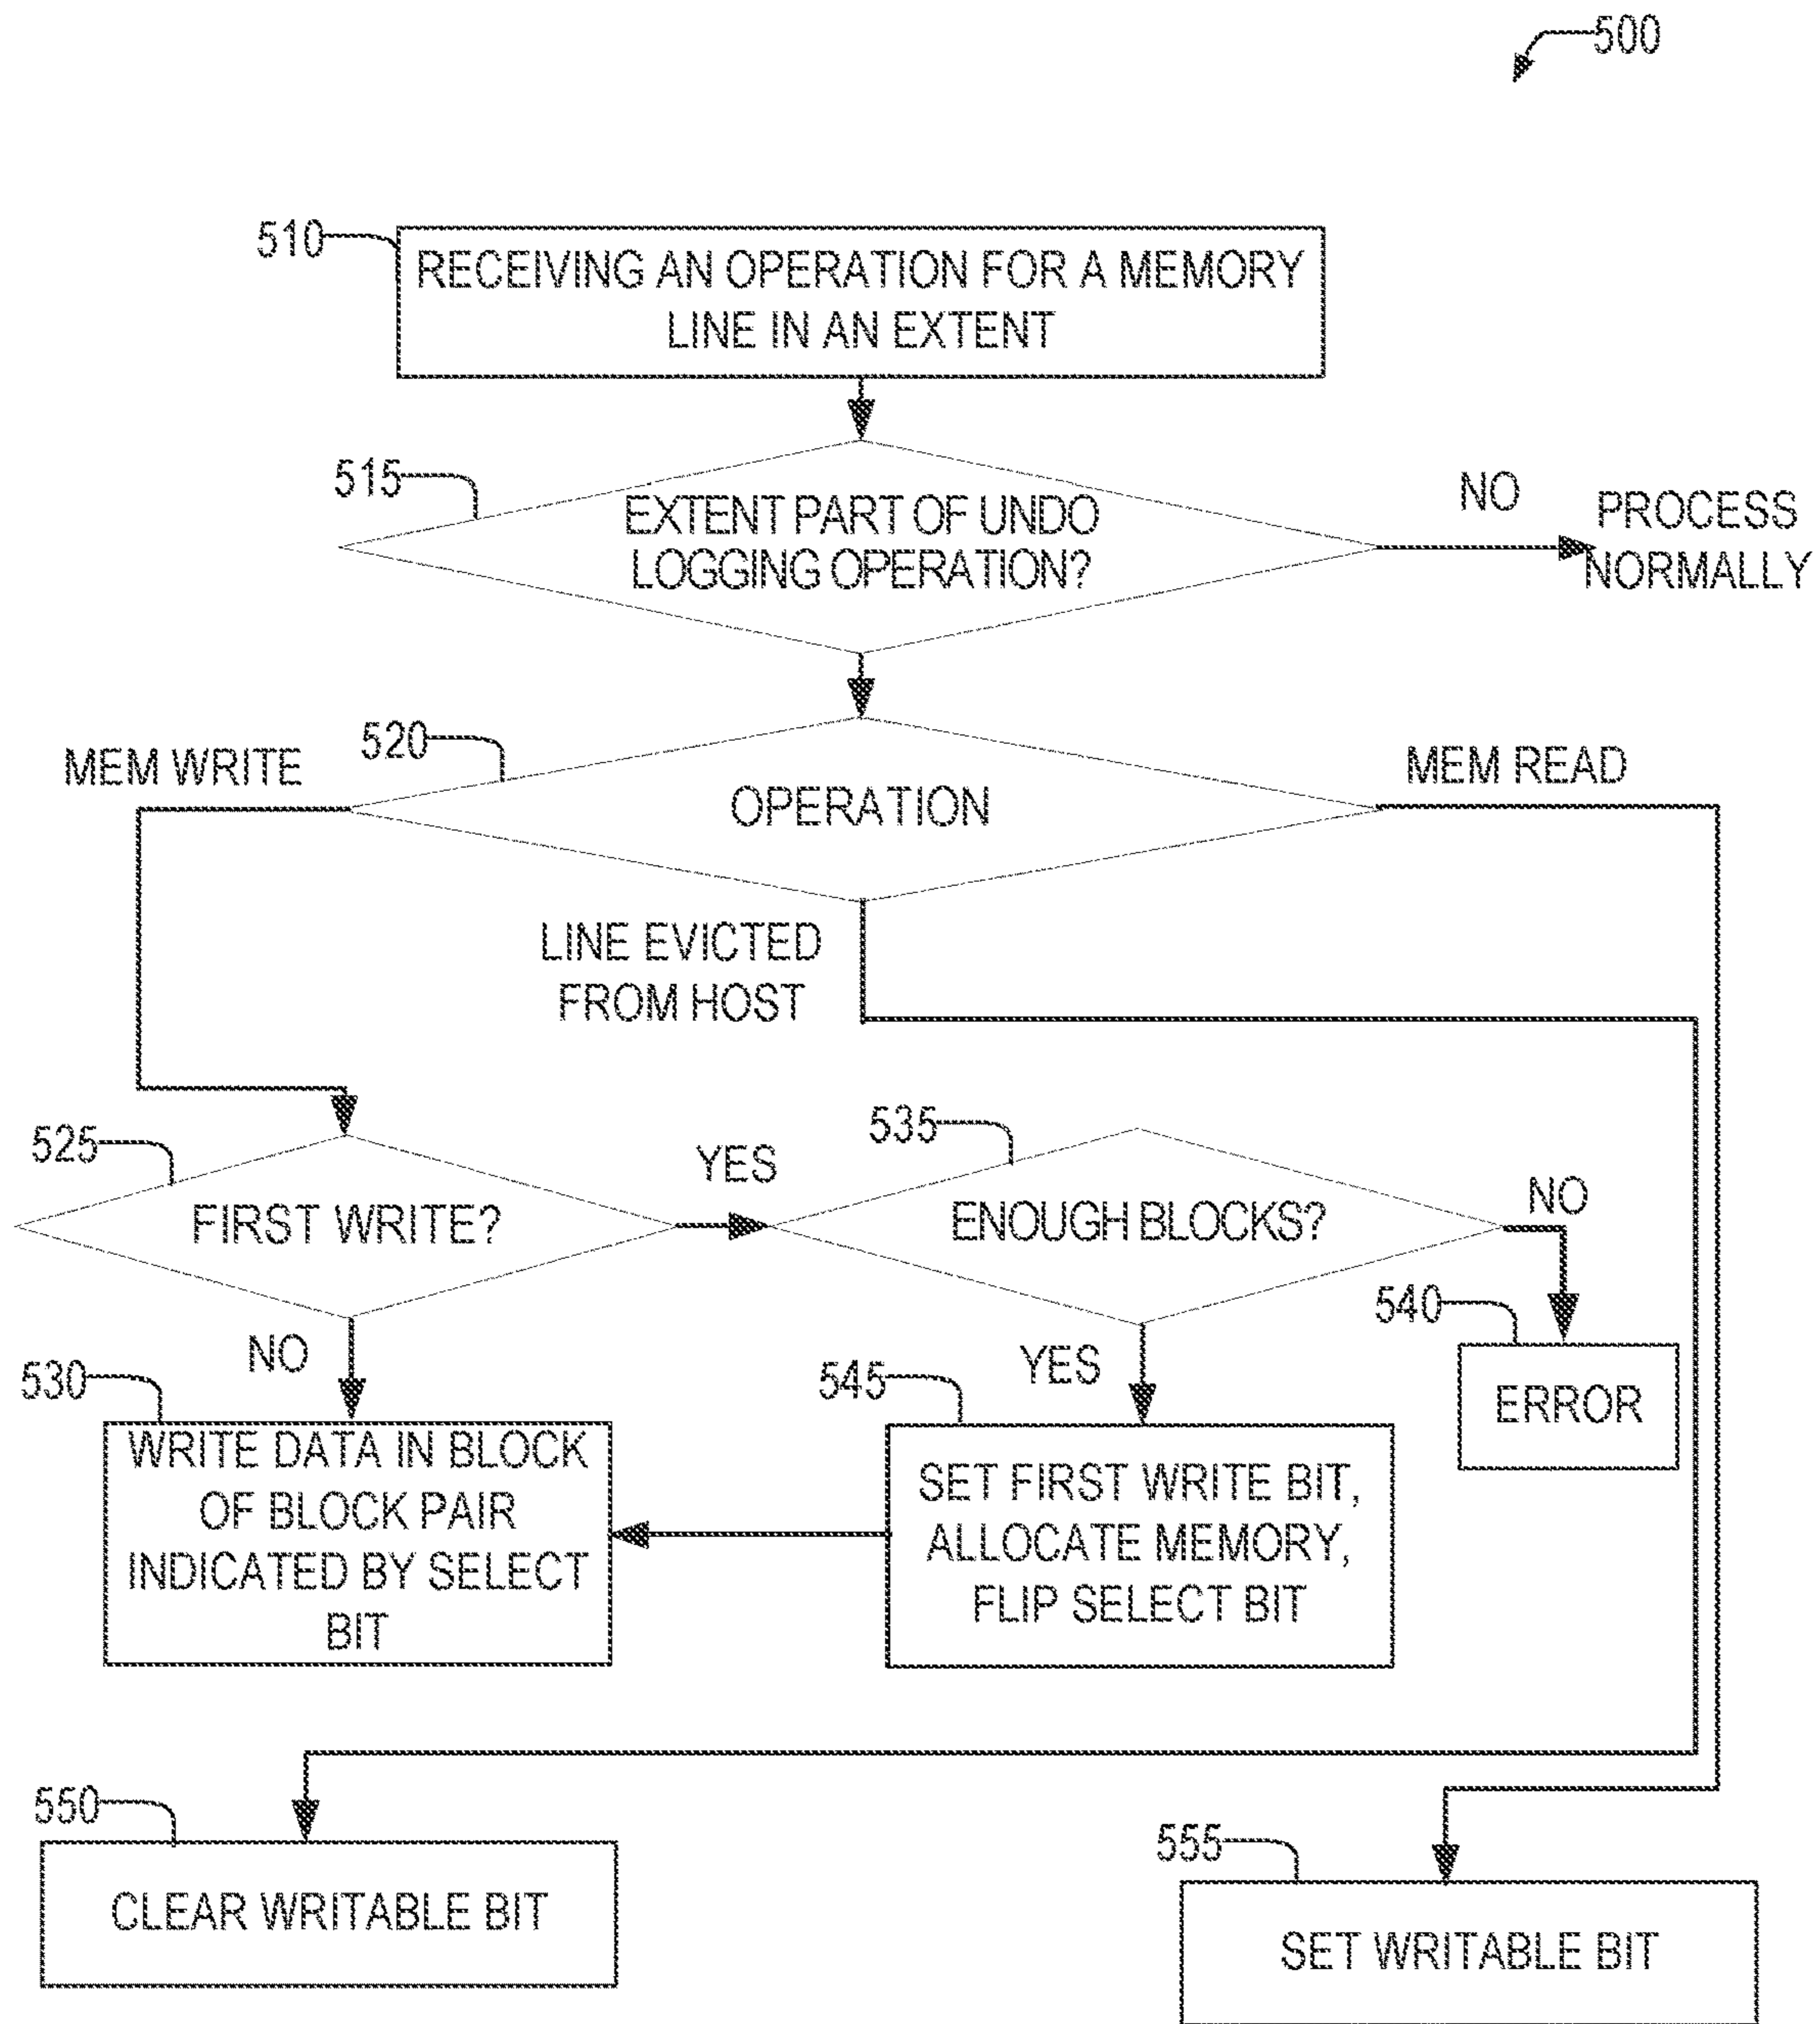 500
510
RECEIVING AN OPERATION FOR A MEMORY
LINE IN AN EXTENT
515
EXTENT PART OF UNDO
LOGGING OPERATION?
NO
PROCESS
NORMALLY
520
MEM WRITE
OPERATION
MEM READ
LINE EVICTED
FROM HOST
525
FIRST WRITE?
YES
535
ENOUGH BLOCKS?
NO
540
ERROR
NO
530
WRITE DATA IN BLOCK
OF BLOCK PAIR
INDICATED BY SELECT
BIT
YES
545
SET FIRST WRITE BIT,
ALLOCATE MEMORY,
FLIP SELECT BIT
550
CLEAR WRITABLE BIT
555
SET WRITABLE BIT